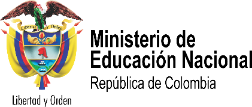 Ministerio de
Educación Nacional
República de Colombia
Libertad y Orden